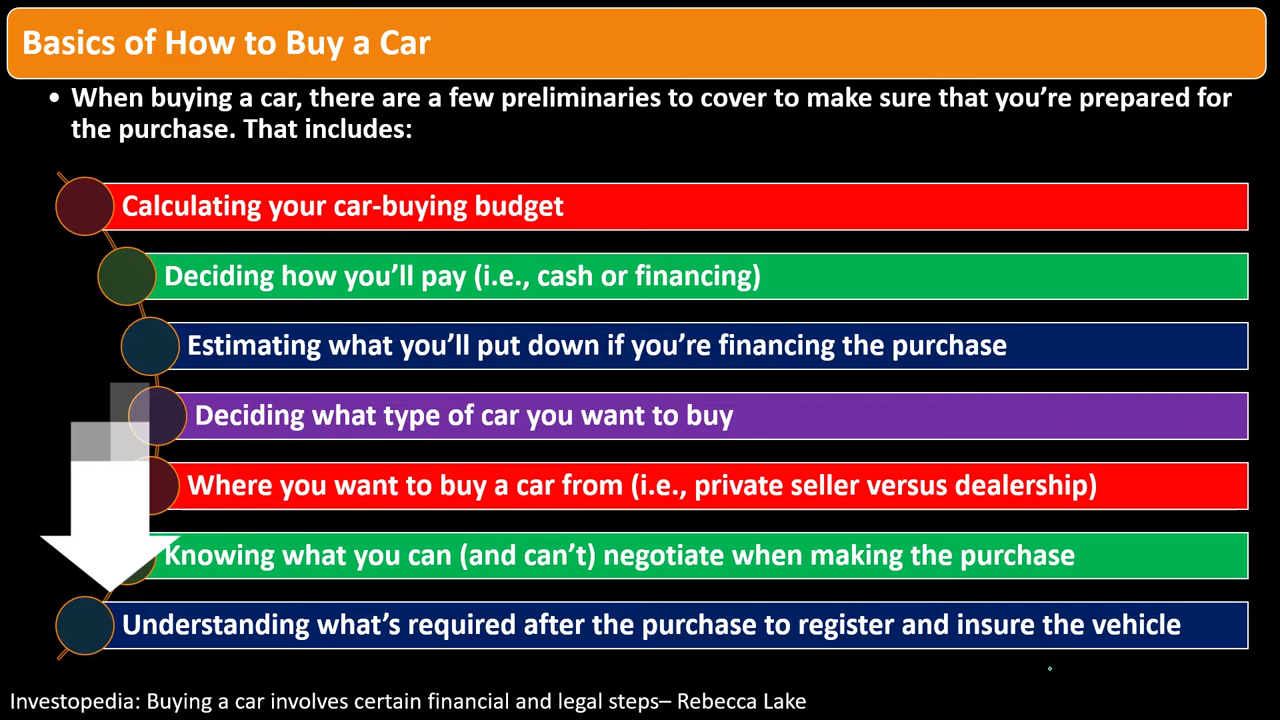 Basics of How to Buy a Car
• When buying a car, there are a few preliminaries to cover to make sure that you’re prepared for
the purchase. That includes:
Calculating your car-buying budget
Deciding how you’ll pay (i.e., cash or financing)
Estimating what you’ll put down if you’re financing the purchase
Deciding what type of car you want to buy
Where you want to buy a car from (i.e., private seller versus dealership)
Knowing what you can (and can’t) negotiate when making the purchase
Understanding what’s required after the purchase to register and insure the vehicle
Investopedia: Buying a car involves certain financial and legal steps– Rebecca Lake